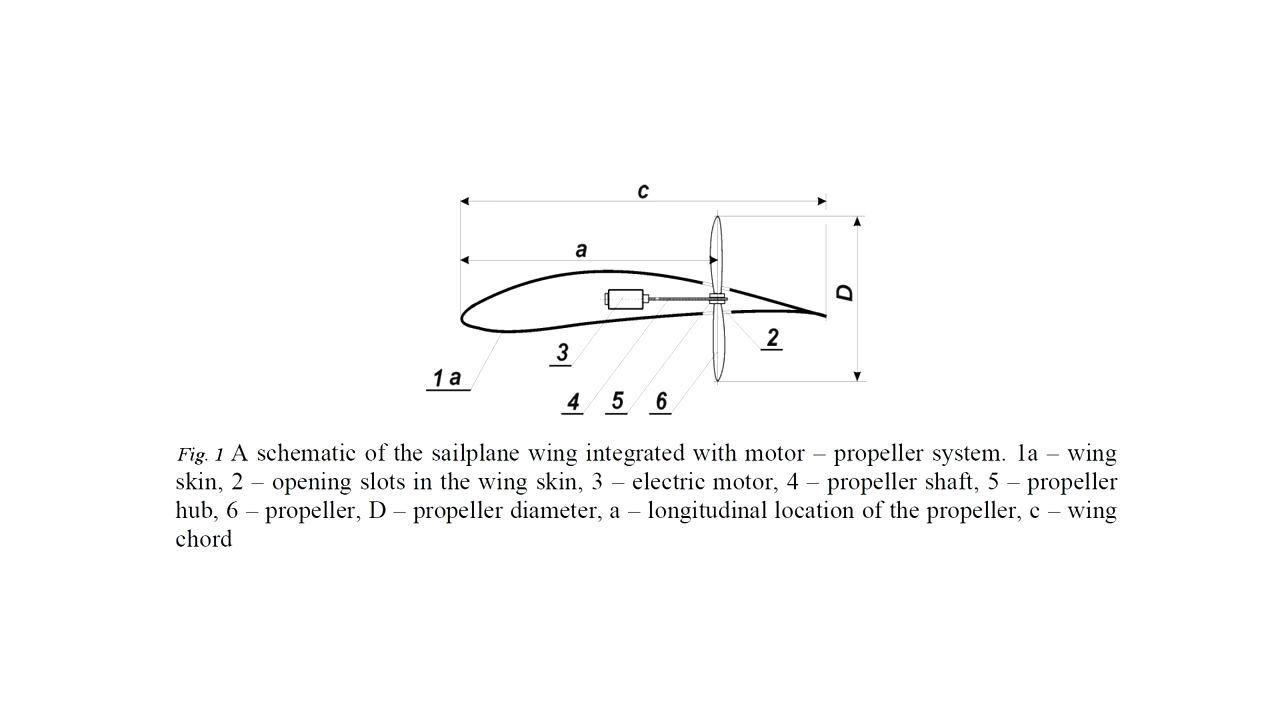 c
a
D
2
3
1 a
4 5 6
Fig. 1 A schematic of the sailplane wing integrated with motor – propeller system. 1a – wing
skin, 2 – opening slots in the wing skin, 3 – electric motor, 4 – propeller shaft, 5 – propeller
hub, 6 – propeller, D – propeller diameter, a – longitudinal location of the propeller, c – wing
chord